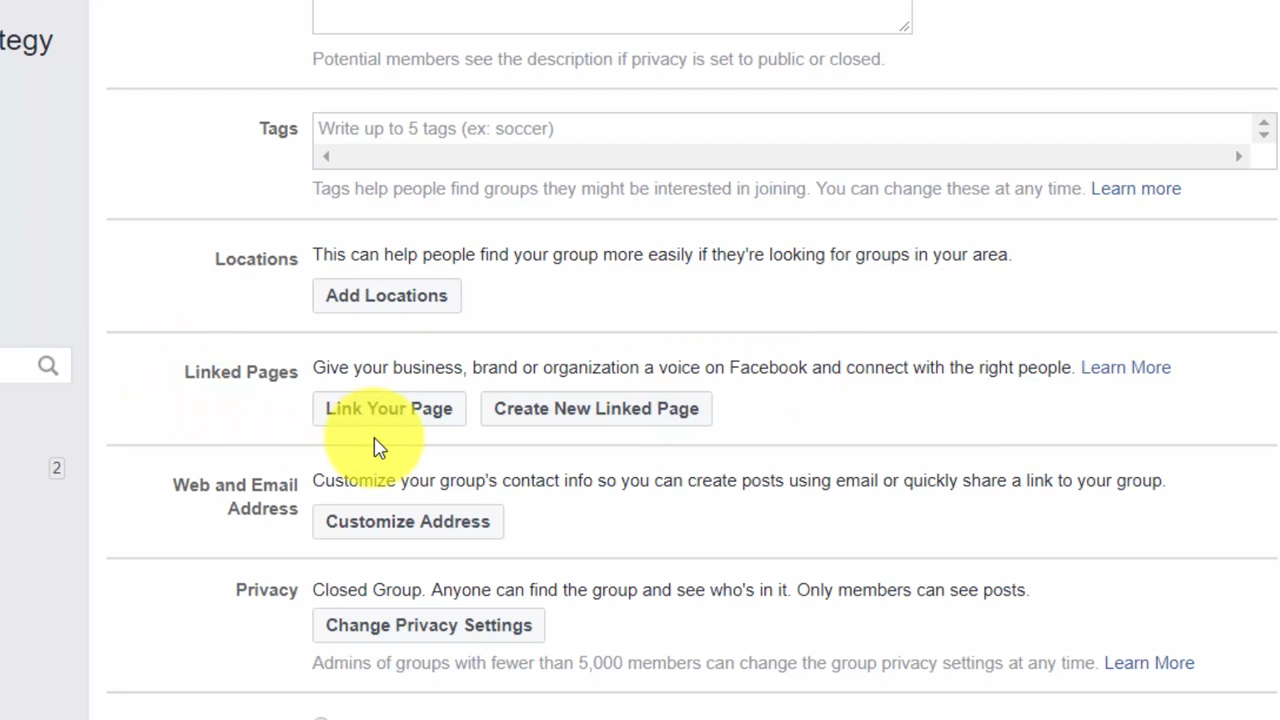 tegy
Potential members see the description if privacy is set to public or closed.
Tags
Write up to 5 tags (ex: soccer)
Tags help people find groups they might be interested in joining. You can change these at any time. Learn more
Locations
This can help people find your group more easily if they're looking for groups in your area.
Add Locations
Linked Pages
Give your business, brand or organization a voice on Facebook and connect with the right people. Learn More
Link Your Page
Create New Linked Page
2
Web and Email
Address
Customize your group's contact info so you can create posts using email or quickly share a link to your group.
Customize Address
Privacy
Closed Group. Anyone can find the group and see who's in it. Only members can see posts.
Change Privacy Settings
Admins of groups with fewer than 5,000 members can change the group privacy settings at any time. Learn More